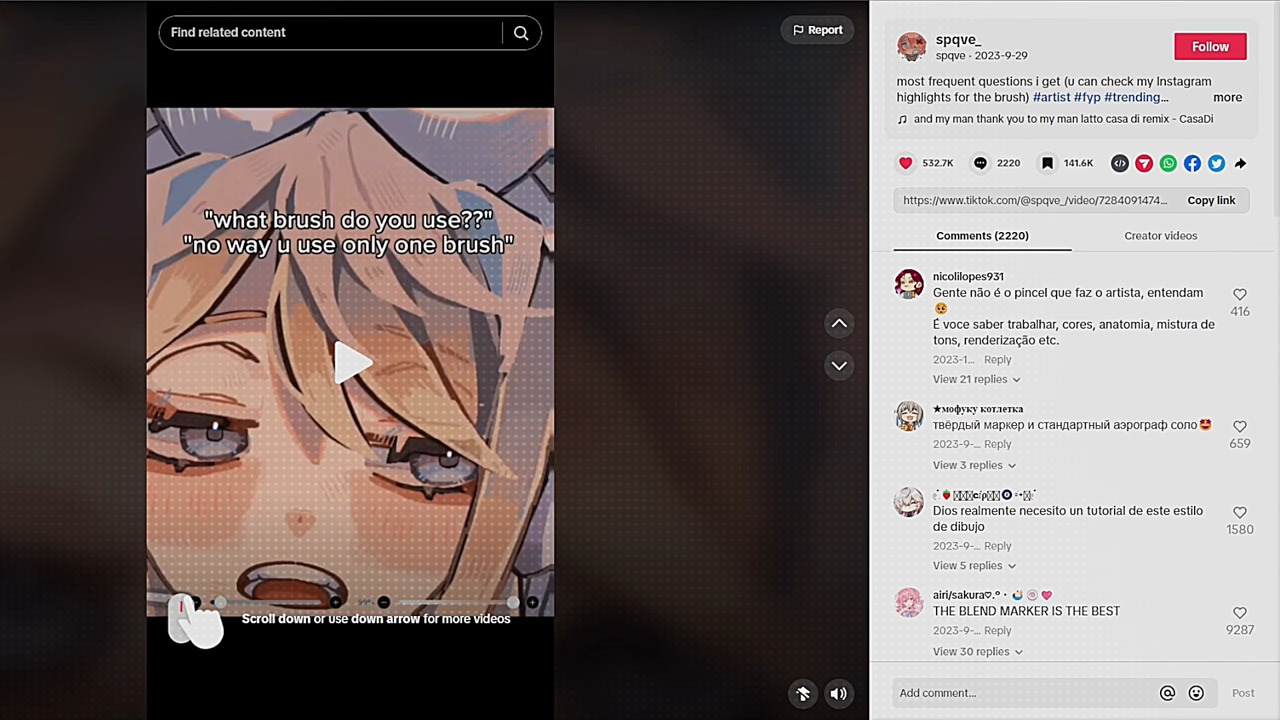 Find related content
Report
"what brush do you use??"
"no way u use only one brush"
99%
Scroll down or use down arrow for more videos
spqve_
spqve · 2023-9-29
Follow
most frequent questions i get (u can check my Instagram
highlights for the brush) #artist #fyp #trending...
more
and my man thank you to my man latto casa di remix - CasaDi
532.7K
2220
141.6K
https://www.tiktok.com/@spqve_/video/7284091474...
Copy link
Comments (2220)
Creator videos
nicolilopes931
Gente não é o pincel que faz o artista, entendam
🥺
É voce saber trabalhar, cores, anatomia, mistura de
tons, renderização etc.
416
2023-1... Reply
View 21 replies
★мофуку котлетка
твёрдый маркер и стандартный аэрограф соло🤩
659
2023-9-... Reply
View 3 replies
Dios realmente necesito un tutorial de este estilo
de dibujo
1580
2023-9-... Reply
View 5 replies
airi/sakura
THE BLEND MARKER IS THE BEST
9287
2023-9-... Reply
View 30 replies
Add comment...
Post